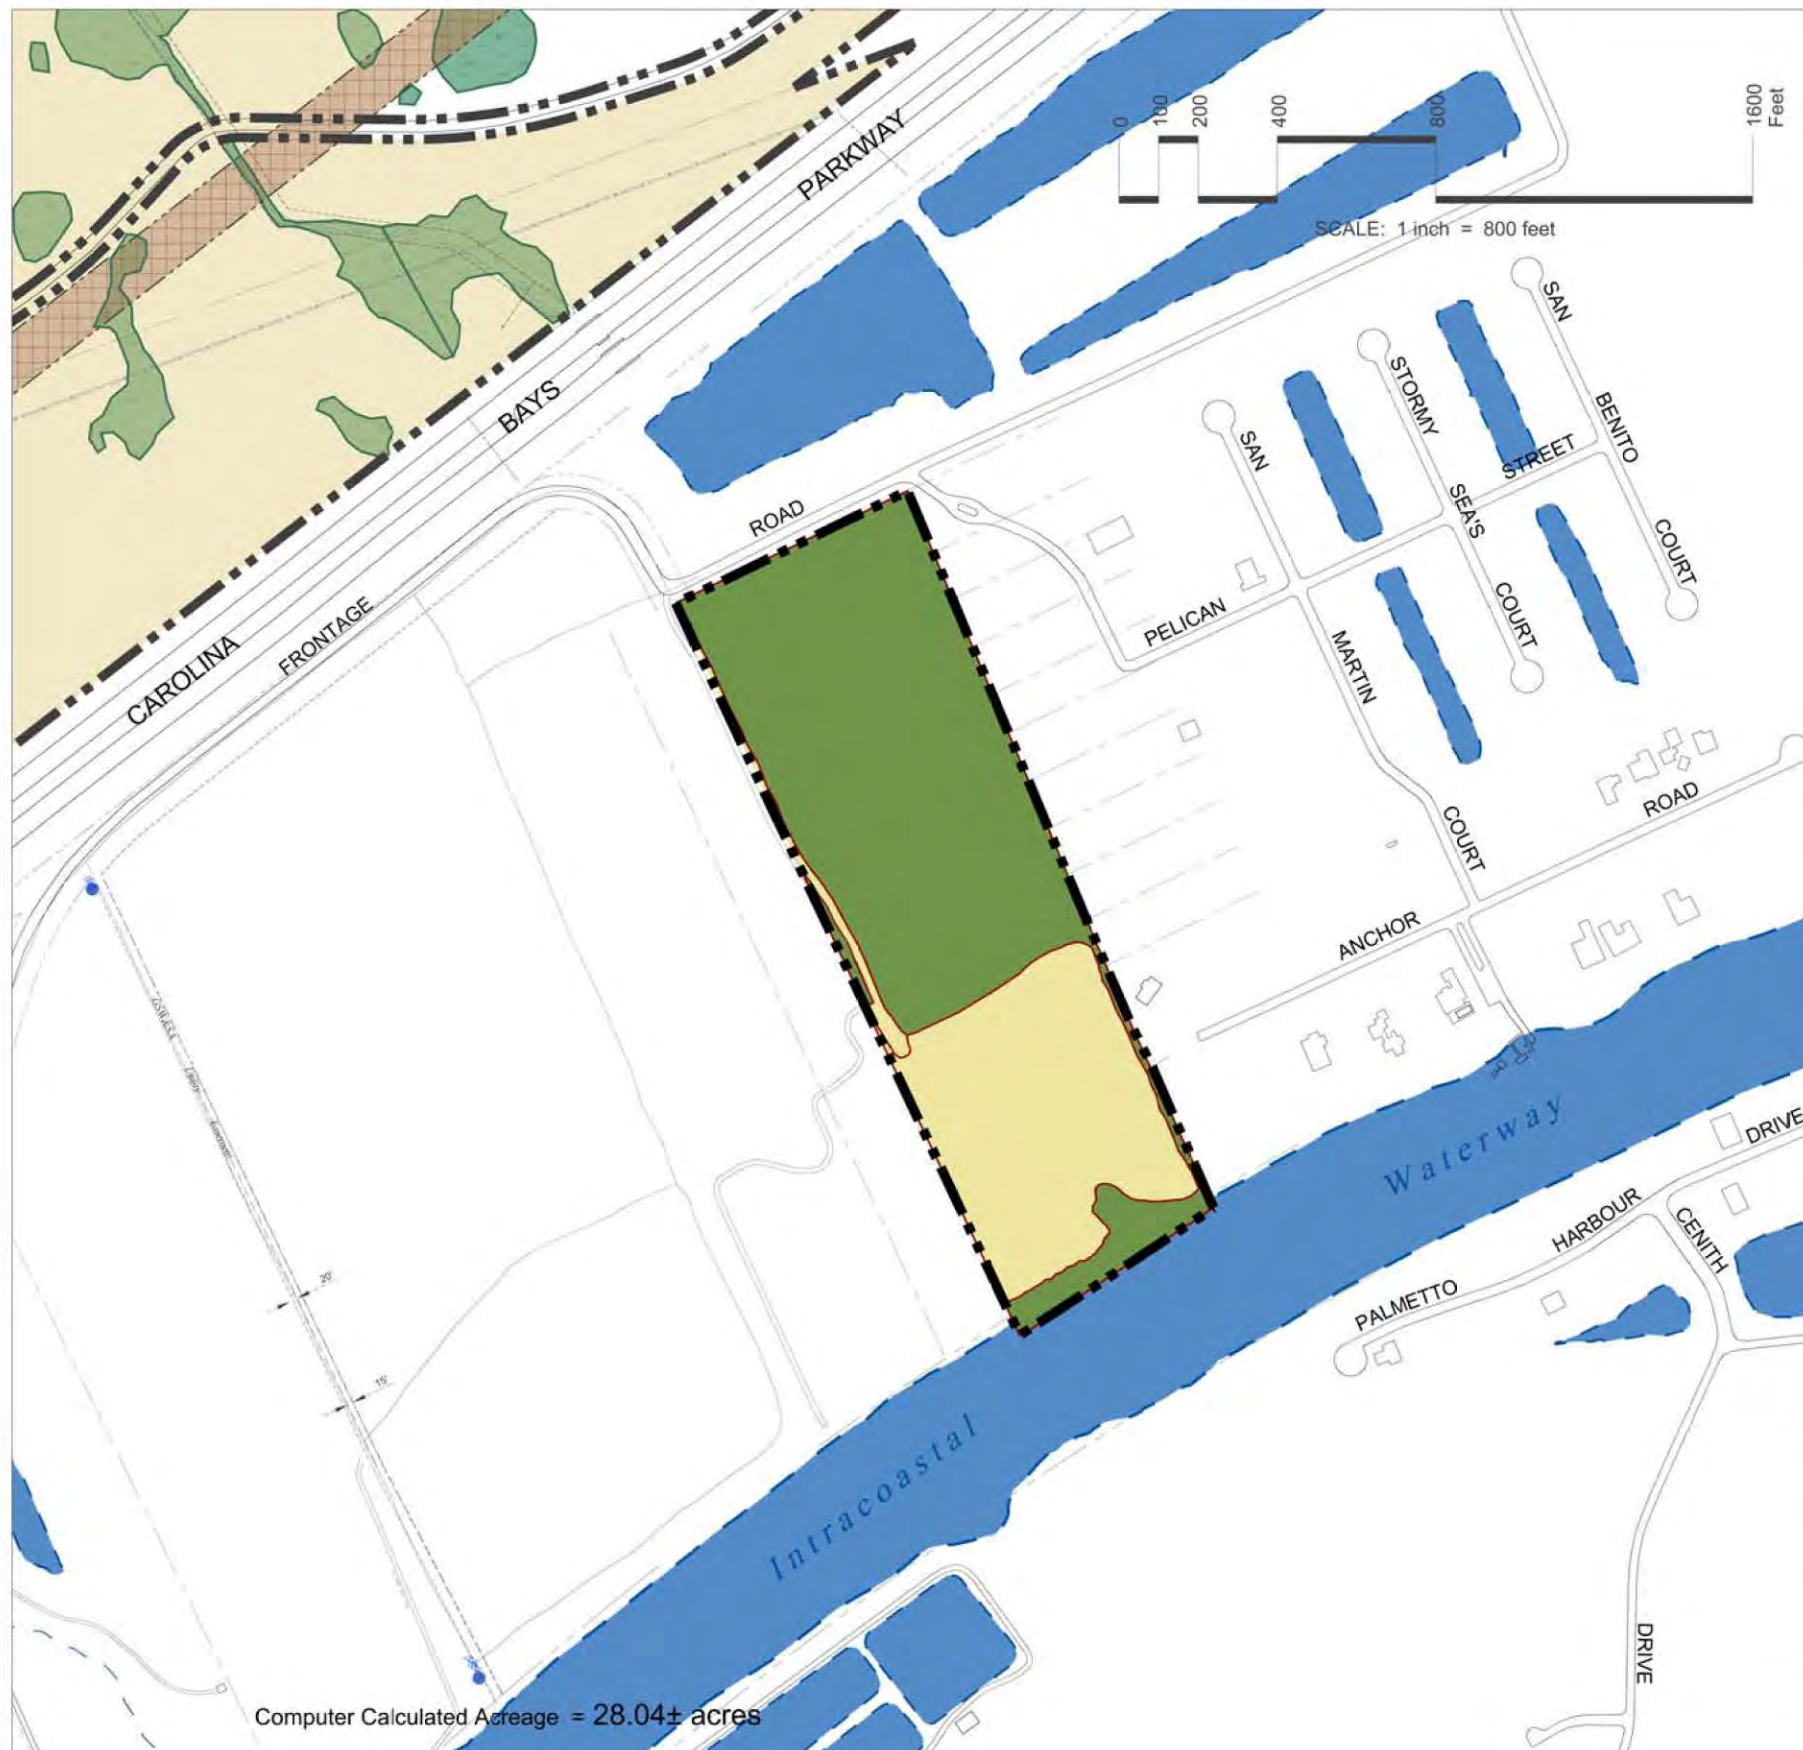 0
100
200
400
800
1600
Feet
SCALE: 1 inch = 800 feet
PARKWAY
BAYS
CAROLINA
FRONTAGE
ROAD
SAN
BENITO
COURT
STORMY
SEA'S
COURT
STREET
SAN
PELICAN
MARTIN
COURT
ROAD
ANCHOR
Waterway
Intracoastal
DRIVE
HARBOUR
PALMETTO
CENITH
DRIVE
20'
15'
Computer Calculated Acreage = 28.04± acres